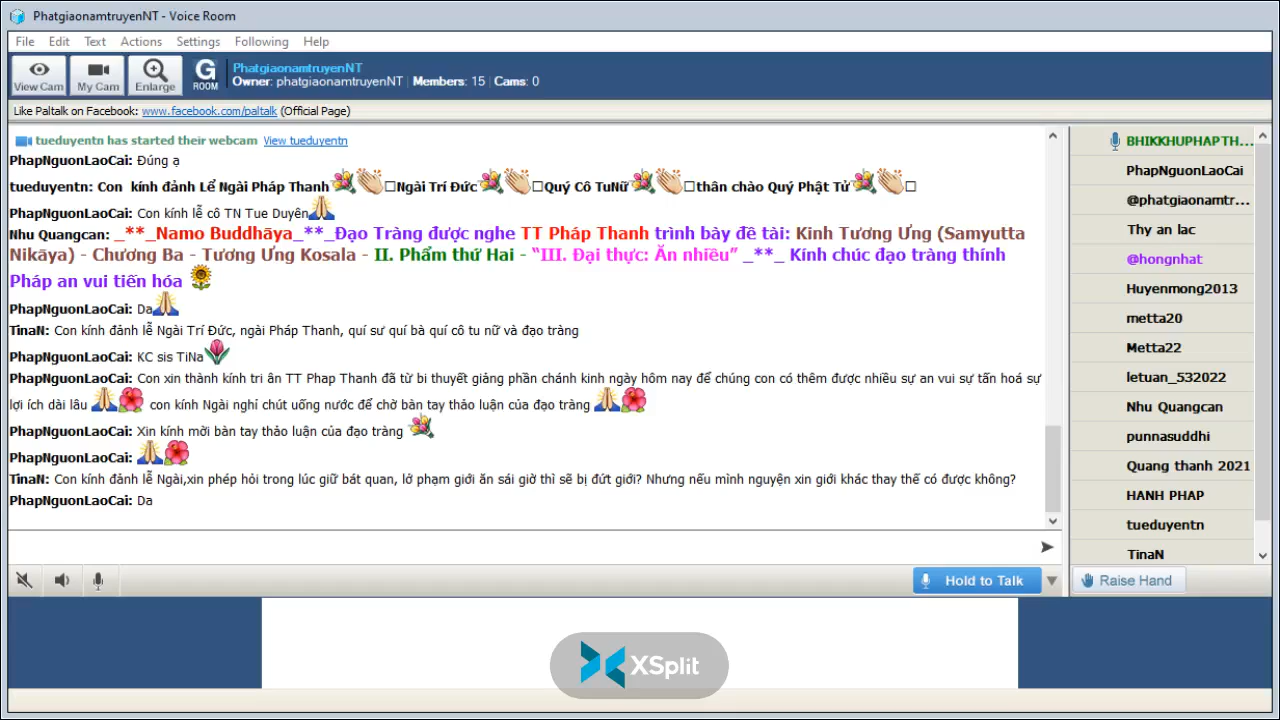 PhatgiaonamtruyenNT - Voice Room
File Edit Text Actions Settings Following Help
View Cam My Cam Enlarge G ROOM
PhatgiaonamtruyenNT
Owner: phatgiaonamtruyenNT | Members: 15 | Cams: 0
Like Paltalk on Facebook: www.facebook.com/paltalk (Official Page)
tueduyentn has started their webcam View tueduyentn
PhapNguonLaoCai: Đúng ạ
tueduyentn: Con kính đảnh Lể Ngài Pháp Thanh Ngài Trí Đức Quý Cô TuNữ thân chào Quý Phật Tử
PhapNguonLaoCai: Con kính lễ cô TN Tue Duyên
Nhu Quangcan: _**_Namo Buddhāya_**_Đạo Tràng được nghe TT Pháp Thanh trình bày đề tài: Kinh Tương Ưng (Samyutta
Nikāya) - Chương Ba - Tương Ưng Kosala - II. Phẩm thứ Hai - “III. Đại thực: Ăn nhiều” _**_ Kính chúc đạo tràng thính
Pháp an vui tiến hóa
PhapNguonLaoCai: Da
TinaN: Con kính đảnh lễ Ngài Trí Đức, ngài Pháp Thanh, quí sư quí bà quí cô tu nữ và đạo tràng
PhapNguonLaoCai: KC sis TiNa
PhapNguonLaoCai: Con xin thành kính tri ân TT Phap Thanh đã từ bi thuyết giảng phần chánh kinh ngày hôm nay để chúng con có thêm được nhiều sự an vui sự tấn hoá sự
lợi ích dài lâu con kính Ngài nghỉ chút uống nước để chờ bàn tay thảo luận của đạo tràng
PhapNguonLaoCai: Xin kính mời bàn tay thảo luận của đạo tràng
PhapNguonLaoCai:
TinaN: Con kính đảnh lễ Ngài,xin phép hỏi trong lúc giữ bát quan, lở phạm giới ăn sái giờ thì sẽ bị đứt giới? Nhưng nếu mình nguyện xin giới khác thay thế có được không?
PhapNguonLaoCai: Da
Hold to Talk
BHIKKHUPHAPTH...
PhapNguonLaoCai
@phatgiaonamtr...
Thy an lac
@hongnhat
Huyenmong2013
metta20
Metta22
letuan_532022
Nhu Quangcan
punnasuddhi
Quang thanh 2021
HANH PHAP
tueduyentn
TinaN
Raise Hand
XSplit